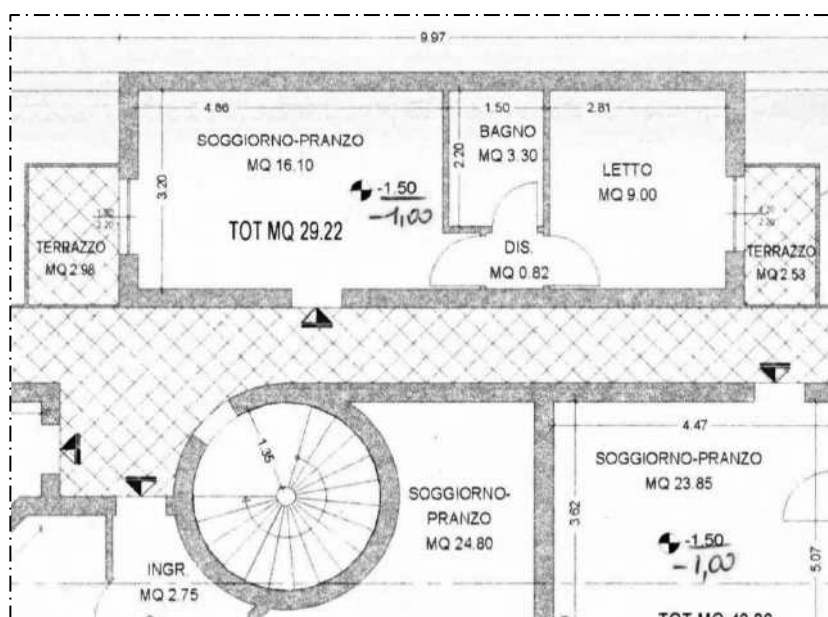 9.97
4.86
1.50
2.81
SOGGIORNO-PRANZO
MQ 16.10
BAGNO
MQ 3.30
2.20
3.20
LETTO
MQ 9.00
-1.50
-1,00
TOT MQ 29.22
TERRAZZO
MQ 2.98
DIS.
MQ 0.82
TERRAZZO
MQ 2.53
1.35
4.47
SOGGIORNO-PRANZO
MQ 23.85
SOGGIORNO-
PRANZO
MQ 24.80
3.62
5.07
-1.50
-1,00
INGR.
MQ 2.75